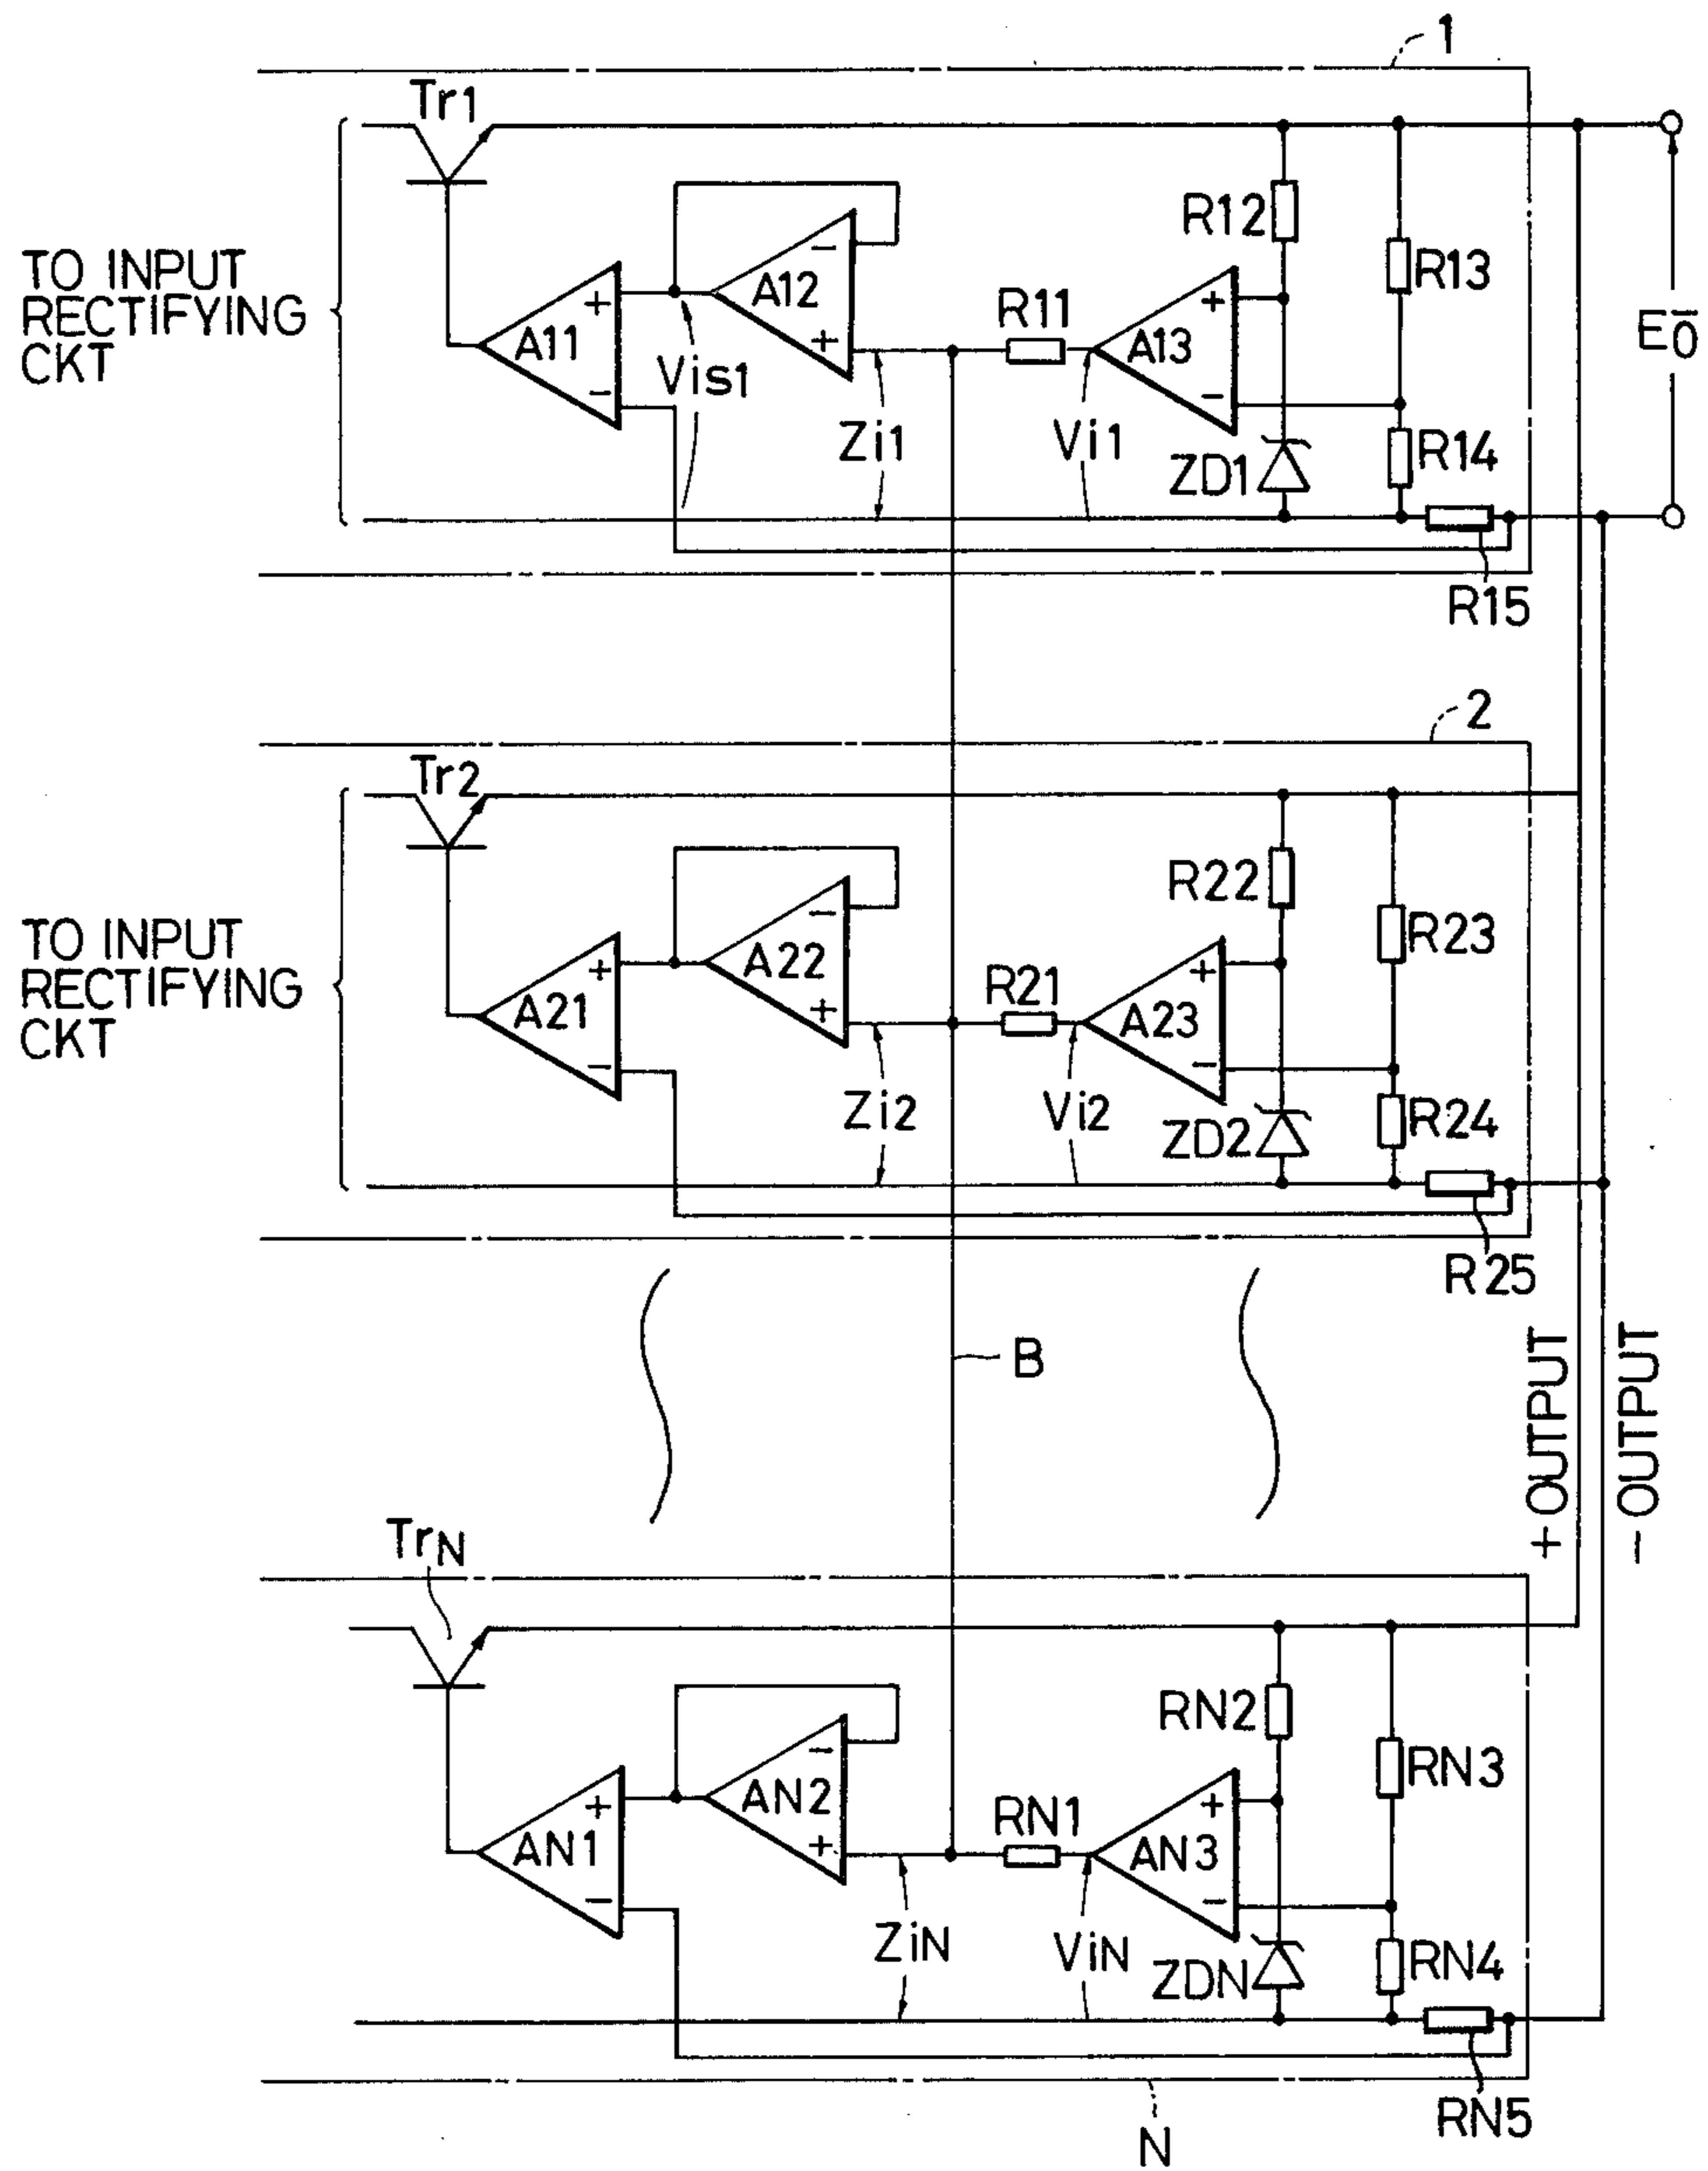 1
Tr1
TO INPUT
RECTIFYING
CKT
A11
+
−
A12
−
+
Vis1
Zi1
R11
Vi1
A13
+
−
R12
R13
R14
ZD1
R15
E0
2
Tr2
TO INPUT
RECTIFYING
CKT
A21
+
−
A22
−
+
Zi2
R21
Vi2
A23
+
−
R22
R23
R24
ZD2
R25
B
+ OUTPUT
− OUTPUT
TrN
AN1
+
−
AN2
−
+
ZiN
RN1
ViN
AN3
+
−
RN2
RN3
RN4
ZDN
RN5
N